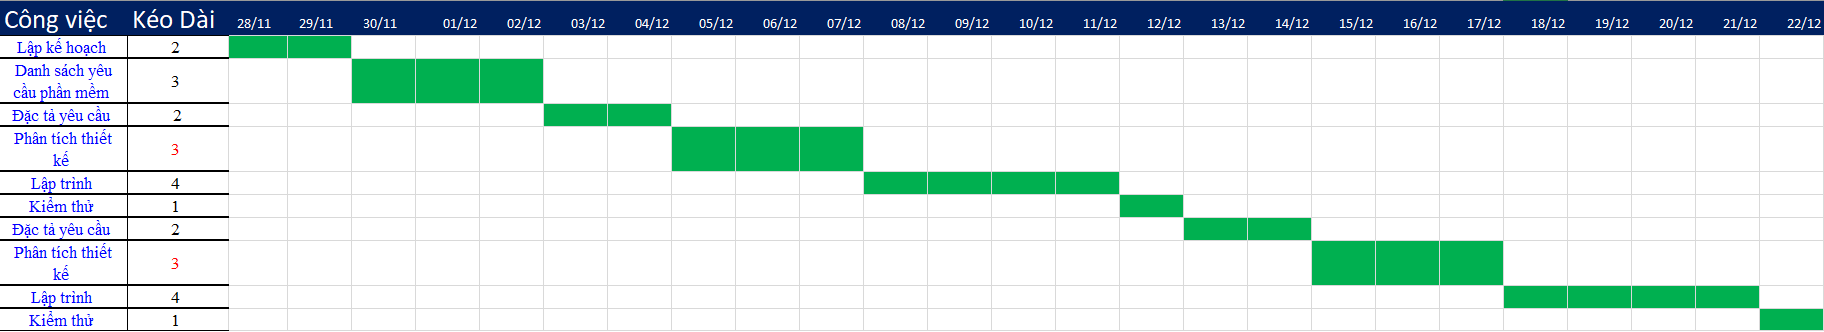 Công việc Kéo Dài 28/11 29/11 30/11 01/12 02/12 03/12 04/12 05/12 06/12 07/12 08/12 09/12 10/12 11/12 12/12 13/12 14/12 15/12 16/12 17/12 18/12 19/12 20/12 21/12 22/12
Lập kế hoạch 2
Danh sách yêu
cầu phần mềm 3
Đặc tả yêu cầu 2
Phân tích thiết
kế 3
Lập trình 4
Kiểm thử 1
Đặc tả yêu cầu 2
Phân tích thiết
kế 3
Lập trình 4
Kiểm thử 1